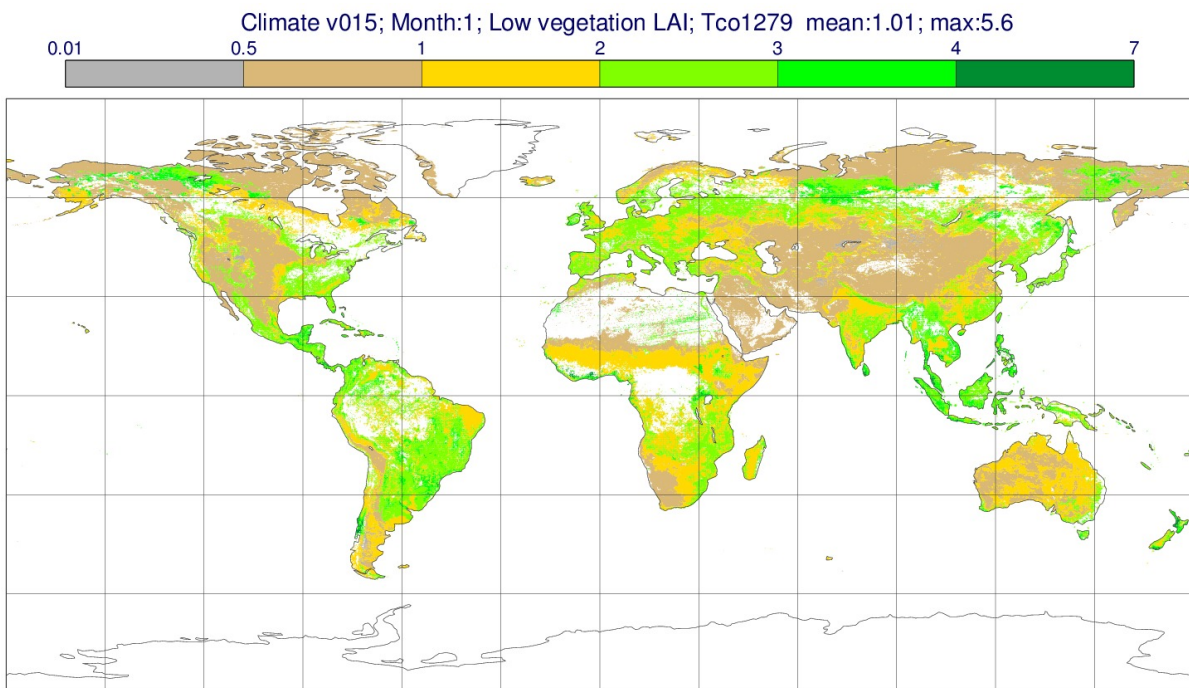 Climate v015; Month:1; Low vegetation LAI; Tco1279 mean:1.01; max:5.6
0.01 0.5 1 2 3 4 7